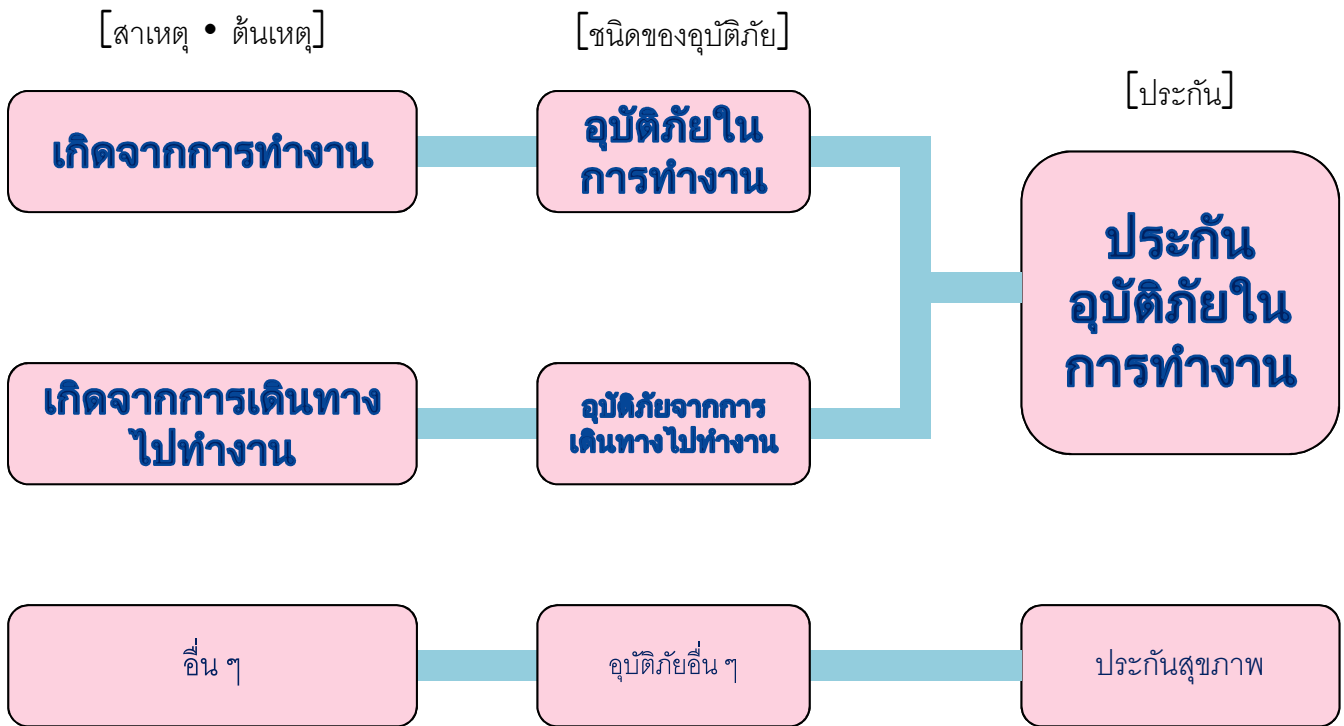 [สาเหตุ • ต้นเหตุ]
[ชนิดของอุบัติภัย]
[ประกัน]
เกิดจากการทำงาน
อุบัติภัยใน
การทำงาน
ประกัน
อุบัติภัยใน
การทำงาน
เกิดจากการเดินทาง
ไปทำงาน
อุบัติภัยจากการ
เดินทางไปทำงาน
อื่น ๆ
อุบัติภัยอื่น ๆ
ประกันสุขภาพ